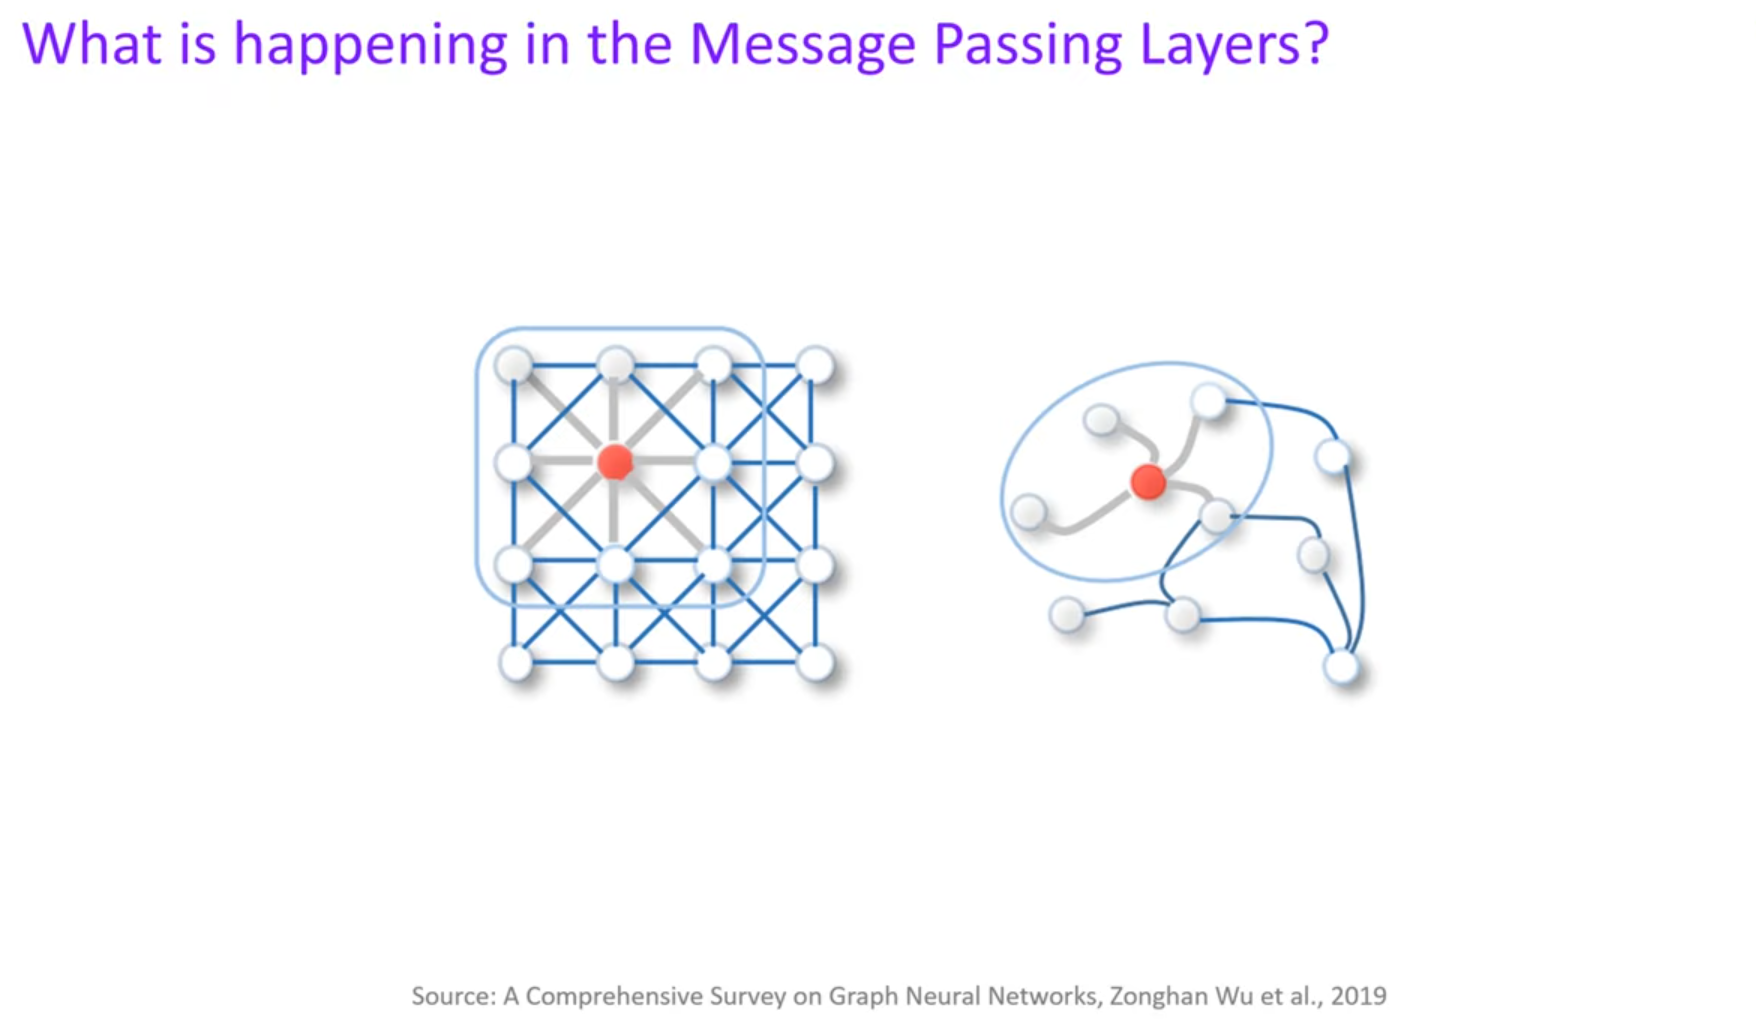 What is happening in the Message Passing Layers?
Source: A Comprehensive Survey on Graph Neural Networks, Zonghan Wu et al., 2019